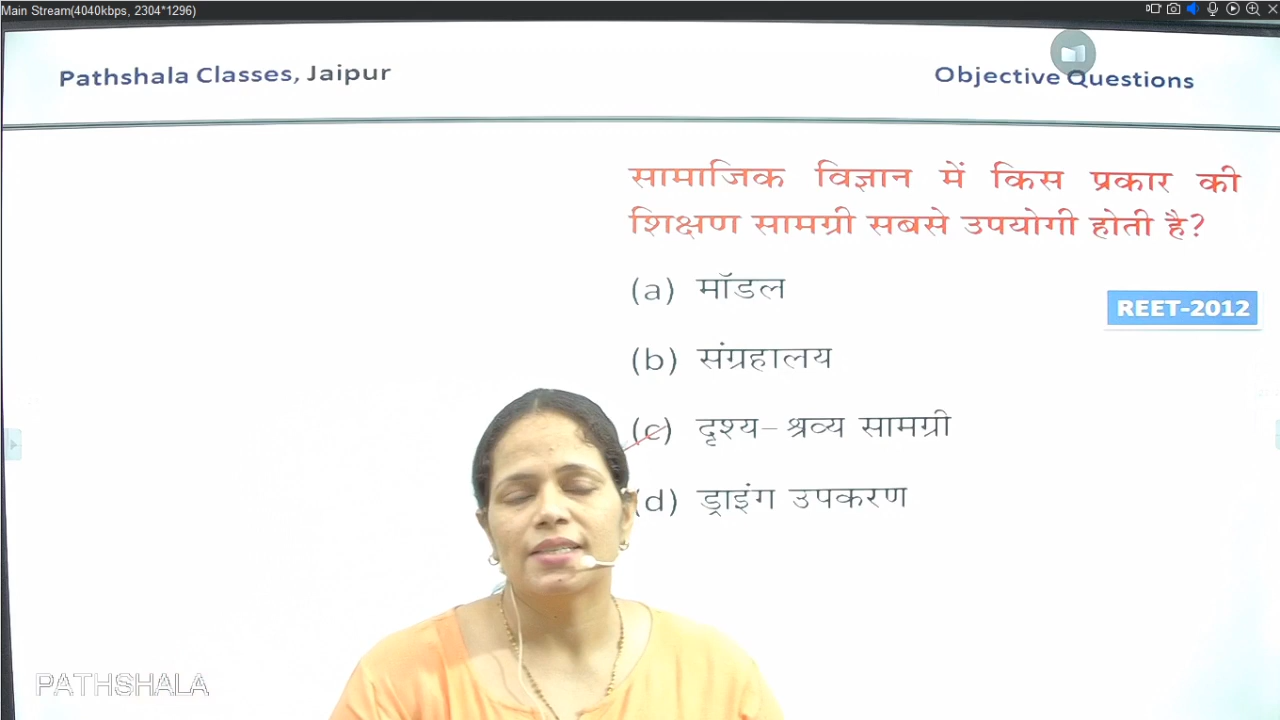 Main Stream(4040kbps, 2304*1296)
Pathshala Classes, Jaipur
Objective Questions
सामाजिक विज्ञान में किस प्रकार की
शिक्षण सामग्री सबसे उपयोगी होती है?
(a) मॉडल
REET-2012
(b) संग्रहालय
(c) दृश्य-श्रव्य सामग्री
(d) ड्राइंग उपकरण
PATHSHALA